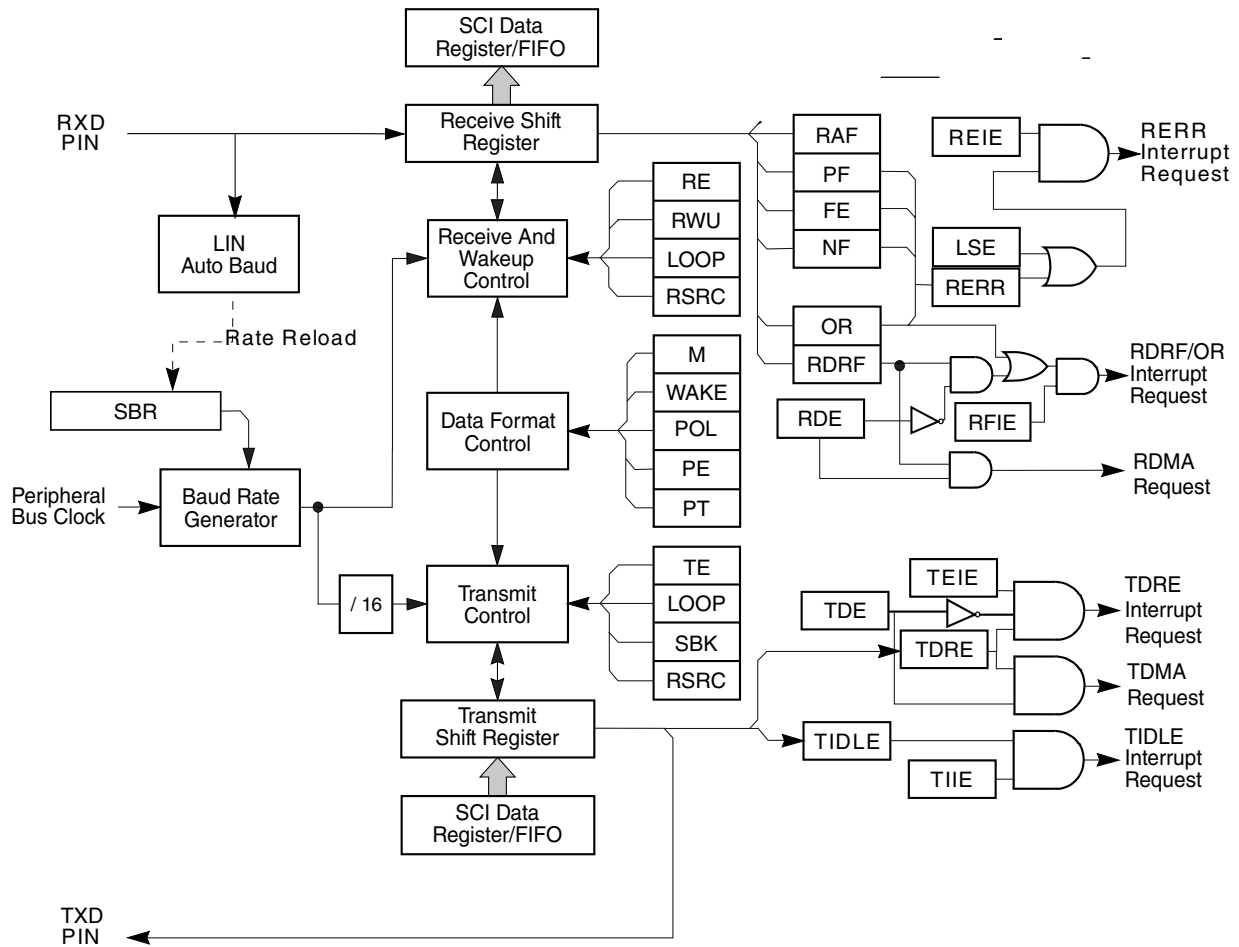 SCI Data
Register/FIFO
RXD
PIN
Receive Shift
Register
RAF
PF
FE
NF
REIE
RERR
Interrupt
Request
RE
RWU
LOOP
RSRC
LIN
Auto Baud
Receive And
Wakeup
Control
LSE
RERR
Rate Reload
OR
RDRF
RDRF/OR
Interrupt
Request
M
WAKE
POL
PE
PT
SBR
Data Format
Control
RDE
RFIE
RDMA
Request
Peripheral
Bus Clock
Baud Rate
Generator
/ 16
Transmit
Control
TE
LOOP
SBK
RSRC
TEIE
TDE
TDRE
TDRE
Interrupt
Request
TDMA
Request
Transmit
Shift Register
TIDLE
TIIE
TIDLE
Interrupt
Request
SCI Data
Register/FIFO
TXD
PIN